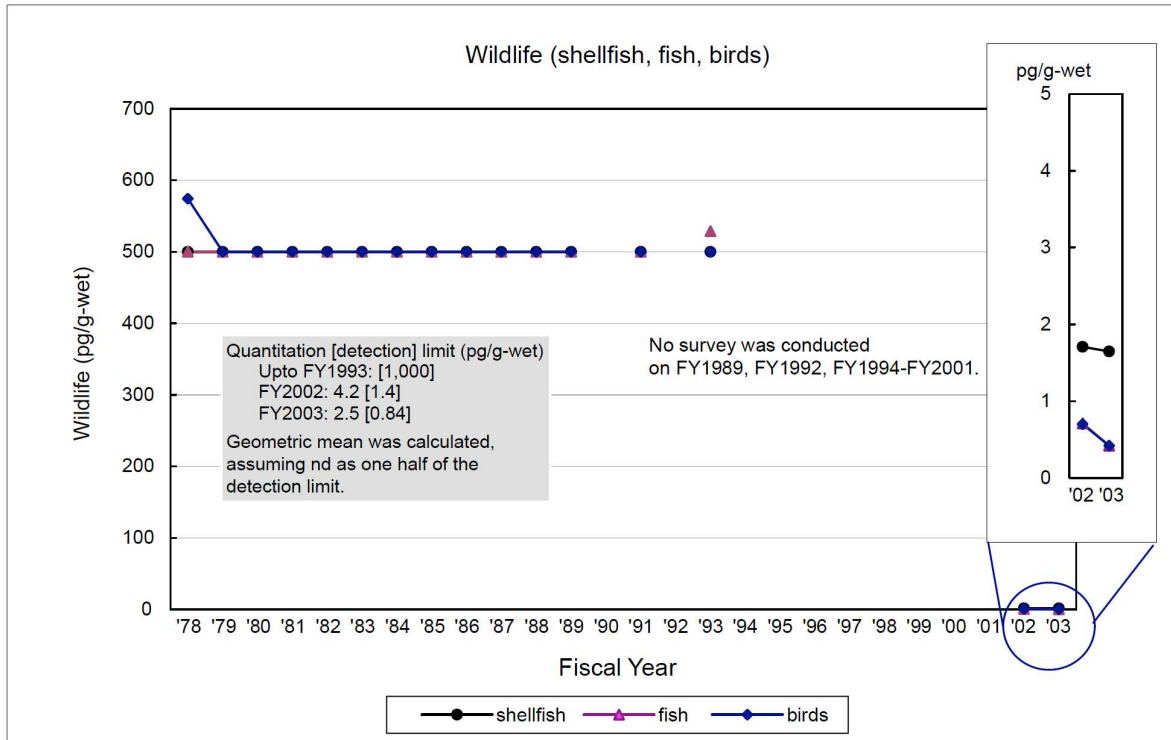 Wildlife (shellfish, fish, birds)
pg/g-wet
5
4
3
2
1
0
'02 '03
700
600
500
400
300
200
100
0
Wildlife (pg/g-wet)
Quantitation [detection] limit (pg/g-wet)
Upto FY1993: [1,000]
FY2002: 4.2 [1.4]
FY2003: 2.5 [0.84]
Geometric mean was calculated,
assuming nd as one half of the
detection limit.
No survey was conducted
on FY1989, FY1992, FY1994-FY2001.
'78 '79 '80 '81 '82 '83 '84 '85 '86 '87 '88 '89 '90 '91 '92 '93 '94 '95 '96 '97 '98 '99 '00 '01 '02 '03
Fiscal Year
shellfish fish birds